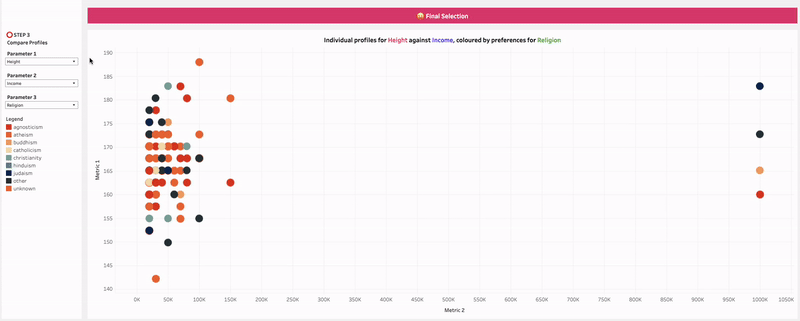 😀 Final Selection
STEP 3
Compare Profiles
Parameter 1
Height
Parameter 2
Income
Parameter 3
Religion
Legend
agnosticism
atheism
buddhism
catholicism
christianity
hinduism
judaism
other
unknown
Individual profiles for Height against Income, coloured by preferences for Religion
Metric 1
190
185
180
175
170
165
160
155
150
145
140
0K 50K 100K 150K 200K 250K 300K 350K 400K 450K 500K 550K 600K 650K 700K 750K 800K 850K 900K 950K 1000K 1050K
Metric 2